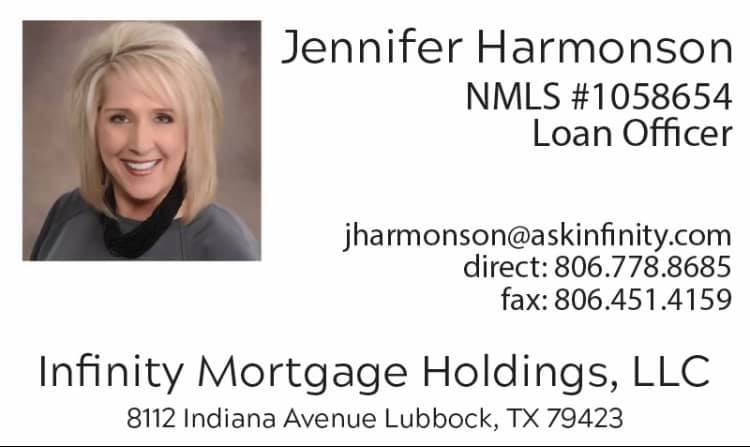 Jennifer Harmonson
NMLS #1058654
Loan Officer
jharmonson@askinfinity.com
direct: 806.778.8685
fax: 806.451.4159
Infinity Mortgage Holdings, LLC
8112 Indiana Avenue Lubbock, TX 79423